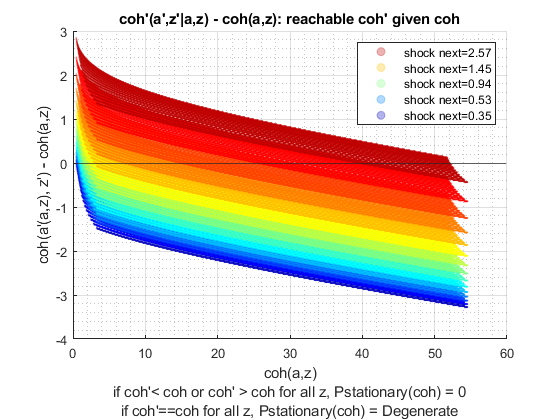 coh'(a',z'|a,z) - coh(a,z): reachable coh' given coh
3
2
1
0
-1
-2
-3
-4
coh(a'(a,z), z') - coh(a,z)
shock next=2.57
shock next=1.45
shock next=0.94
shock next=0.53
shock next=0.35
0 10 20 30 40 50 60
coh(a,z)
if coh'< coh or coh' > coh for all z, Pstationary(coh) = 0
if coh'==coh for all z, Pstationary(coh) = Degenerate